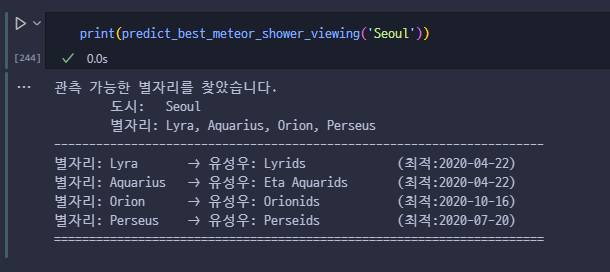 print(predict_best_meteor_shower_viewing('Seoul'))
[244] 0.0s
관측 가능한 별자리를 찾았습니다.
도시: Seoul
별자리: Lyra, Aquarius, Orion, Perseus
----------------------------------------------------------------
별자리: Lyra → 유성우: Lyrids (최적:2020-04-22)
별자리: Aquarius → 유성우: Eta Aquarids (최적:2020-04-22)
별자리: Orion → 유성우: Orionids (최적:2020-10-16)
별자리: Perseus → 유성우: Perseids (최적:2020-07-20)
================================================================